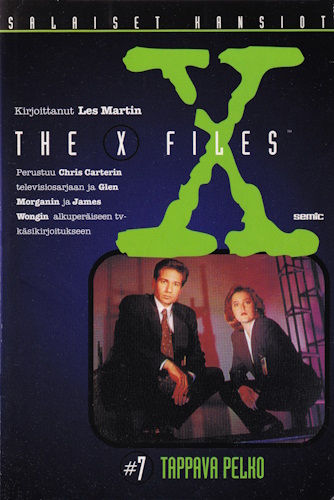 SALAISET KANSIOT
Kirjoittanut Les Martin
THE X FILES™
Perustuu Chris Carterin
televisiosarjaan ja Glen
Morganin ja James
Wongin alkuperäiseen tv-
käsikirjoitukseen
semic
#7 TAPPAVA PELKO